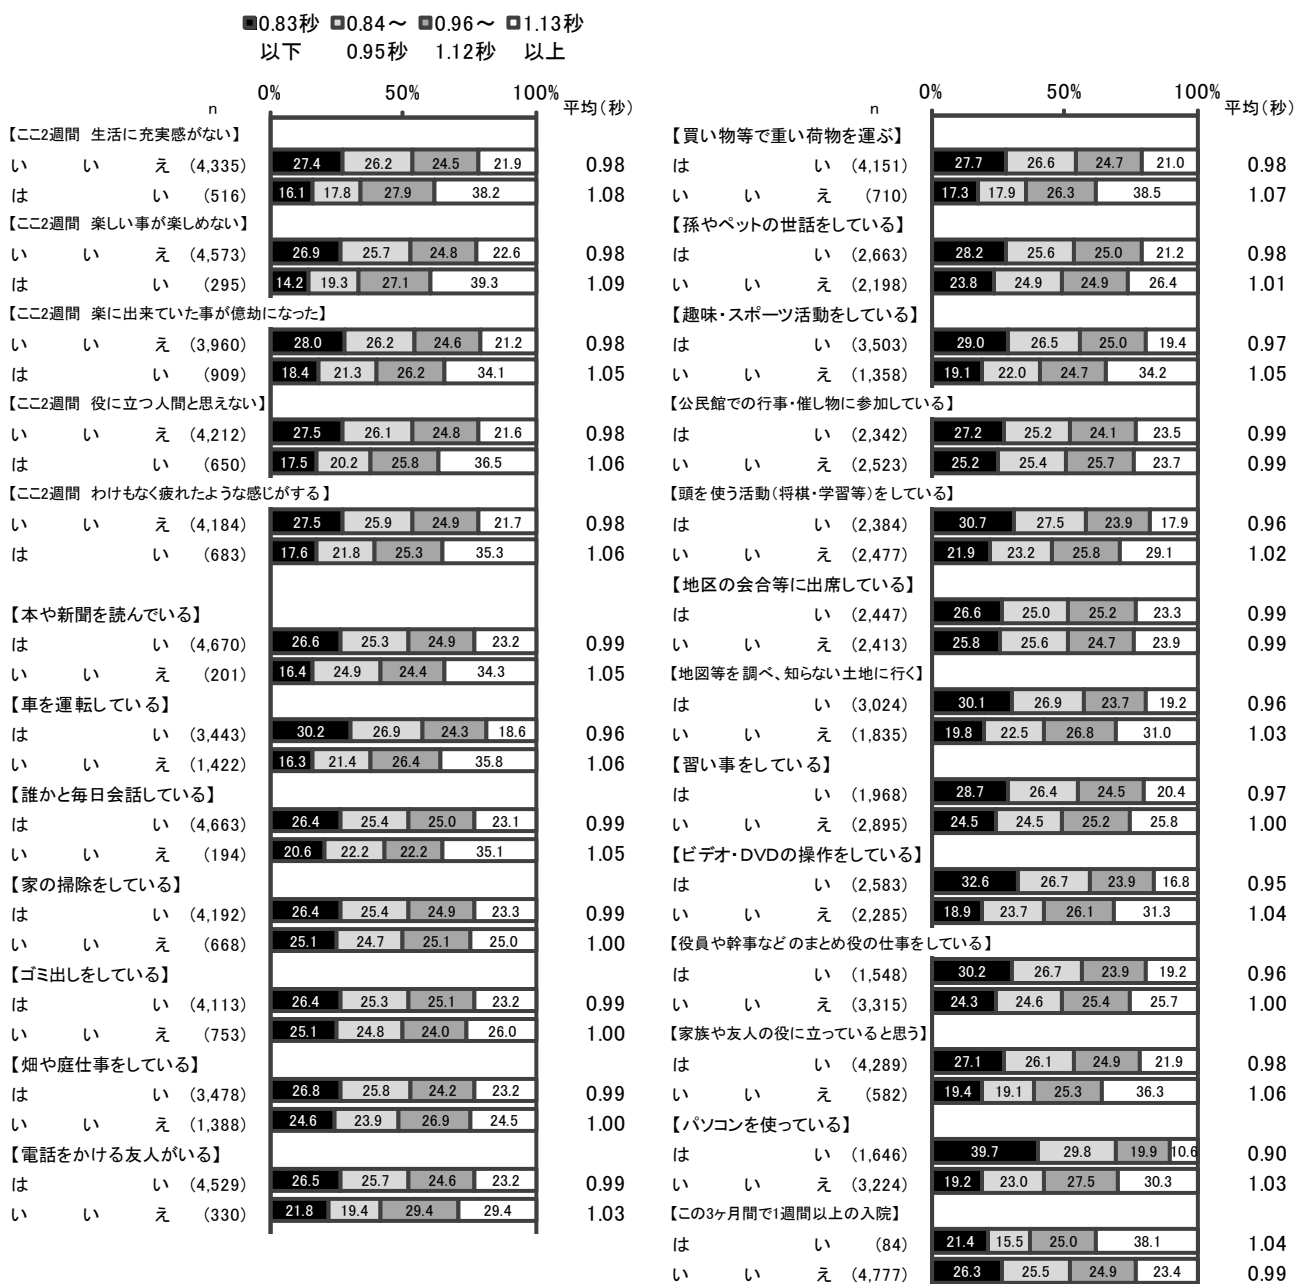 ■0.83秒以下 ■0.84～0.95秒 ■0.96～1.12秒 □1.13秒以上
n 0% 50% 100% 平均(秒)
【ここ2週間 生活に充実感がない】
いいえ (4,335) 27.4 26.2 24.5 21.9 0.98
はい (516) 16.1 17.8 27.9 38.2 1.08
【ここ2週間 楽しい事が楽しめない】
いいえ (4,573) 26.9 25.7 24.8 22.6 0.98
はい (295) 14.2 19.3 27.1 39.3 1.09
【ここ2週間 楽に出来ていた事が億劫になった】
いいえ (3,960) 28.0 26.2 24.6 21.2 0.98
はい (909) 18.4 21.3 26.2 34.1 1.05
【ここ2週間 役に立つ人間と思えない】
いいえ (4,212) 27.5 26.1 24.8 21.6 0.98
はい (650) 17.5 20.2 25.8 36.5 1.06
【ここ2週間 わけもなく疲れたような感じがする】
いいえ (4,184) 27.5 25.9 24.9 21.7 0.98
はい (683) 17.6 21.8 25.3 35.3 1.06
【本や新聞を読んでいる】
はい (4,670) 26.6 25.3 24.9 23.2 0.99
いいえ (201) 16.4 24.9 24.4 34.3 1.05
【車を運転している】
はい (3,443) 30.2 26.9 24.3 18.6 0.96
いいえ (1,422) 16.3 21.4 26.4 35.8 1.06
【誰かと毎日会話している】
はい (4,663) 26.4 25.4 25.0 23.1 0.99
いいえ (194) 20.6 22.2 22.2 35.1 1.05
【家の掃除をしている】
はい (4,192) 26.4 25.4 24.9 23.3 0.99
いいえ (668) 25.1 24.7 25.1 25.0 1.00
【ゴミ出しをしている】
はい (4,113) 26.4 25.3 25.1 23.2 0.99
いいえ (753) 25.1 24.8 24.0 26.0 1.00
【畑や庭仕事をしている】
はい (3,478) 26.8 25.8 24.2 23.2 0.99
いいえ (1,388) 24.6 23.9 26.9 24.5 1.00
【電話をかける友人がいる】
はい (4,529) 26.5 25.7 24.6 23.2 0.99
いいえ (330) 21.8 19.4 29.4 29.4 1.03
n 0% 50% 100% 平均(秒)
【買い物等で重い荷物を運ぶ】
はい (4,151) 27.7 26.6 24.7 21.0 0.98
いいえ (710) 17.3 17.9 26.3 38.5 1.07
【孫やペットの世話をしている】
はい (2,663) 28.2 25.6 25.0 21.2 0.98
いいえ (2,198) 23.8 24.9 24.9 26.4 1.01
【趣味・スポーツ活動をしている】
はい (3,503) 29.0 26.5 25.0 19.4 0.97
いいえ (1,358) 19.1 22.0 24.7 34.2 1.05
【公民館での行事・催し物に参加している】
はい (2,342) 27.2 25.2 24.1 23.5 0.99
いいえ (2,523) 25.2 25.4 25.7 23.7 0.99
【頭を使う活動(将棋・学習等)をしている】
はい (2,384) 30.7 27.5 23.9 17.9 0.96
いいえ (2,477) 21.9 23.2 25.8 29.1 1.02
【地区の会合等に出席している】
はい (2,447) 26.6 25.0 25.2 23.3 0.99
いいえ (2,413) 25.8 25.6 24.7 23.9 0.99
【地図等を調べ、知らない土地に行く】
はい (3,024) 30.1 26.9 23.7 19.2 0.96
いいえ (1,835) 19.8 22.5 26.8 31.0 1.03
【習い事をしている】
はい (1,968) 28.7 26.4 24.5 20.4 0.97
いいえ (2,895) 24.5 24.5 25.2 25.8 1.00
【ビデオ・DVDの操作をしている】
はい (2,583) 32.6 26.7 23.9 16.8 0.95
いいえ (2,285) 18.9 23.7 26.1 31.3 1.04
【役員や幹事などのまとめ役の仕事をしている】
はい (1,548) 30.2 26.7 23.9 19.2 0.96
いいえ (3,315) 24.3 24.6 25.4 25.7 1.00
【家族や友人の役に立っていると思う】
はい (4,289) 27.1 26.1 24.9 21.9 0.98
いいえ (582) 19.4 19.1 25.3 36.3 1.06
【パソコンを使っている】
はい (1,646) 39.7 29.8 19.9 10.6 0.90
いいえ (3,224) 19.2 23.0 27.5 30.3 1.03
【この3ヶ月間で1週間以上の入院】
はい (84) 21.4 15.5 25.0 38.1 1.04
いいえ (4,777) 26.3 25.5 24.9 23.4 0.99